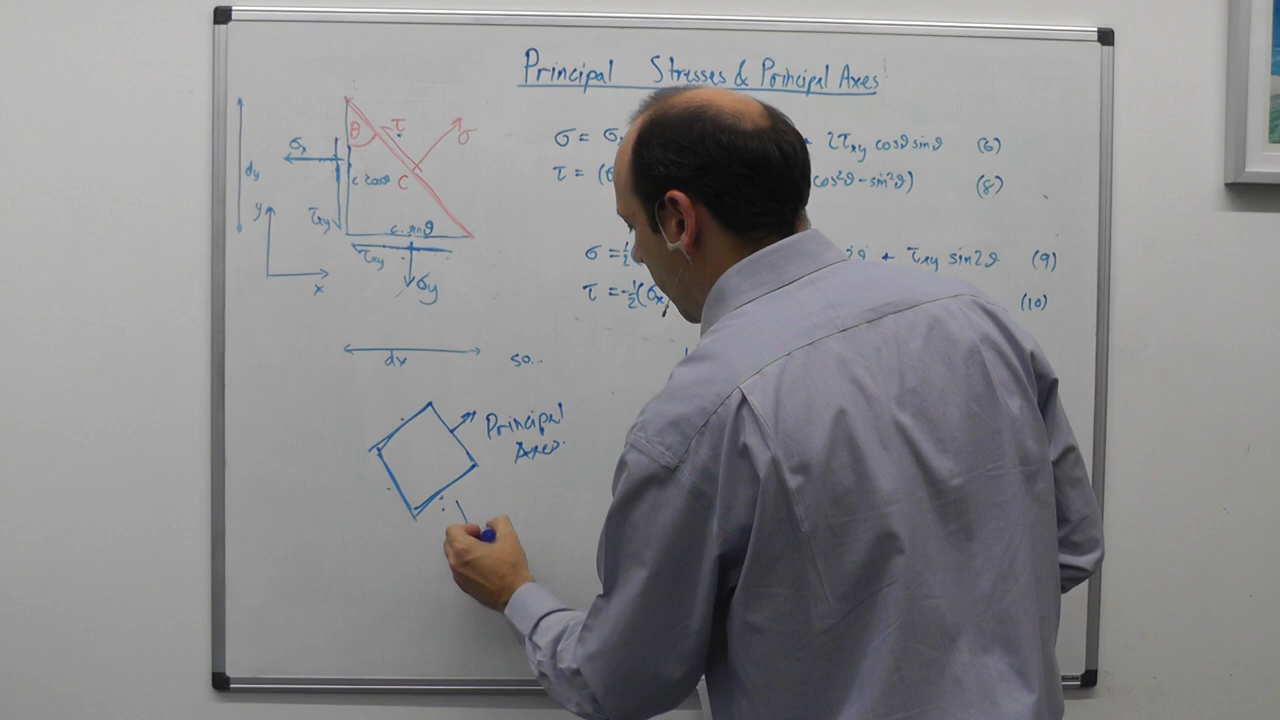 Principal Stresses & Principal Axes
θ τ σ
σx
dy
c cosθ C
σ = σ
+ 2τxy cosθ sinθ (6)
τ = (σ
cos²θ - sin²θ) (8)
y τxy
c. sinθ
τxy
x σy
σ = ½
2θ + τxy sin2θ (9)
τ = -½(σx
(10)
dx so..
Principal
Axes.